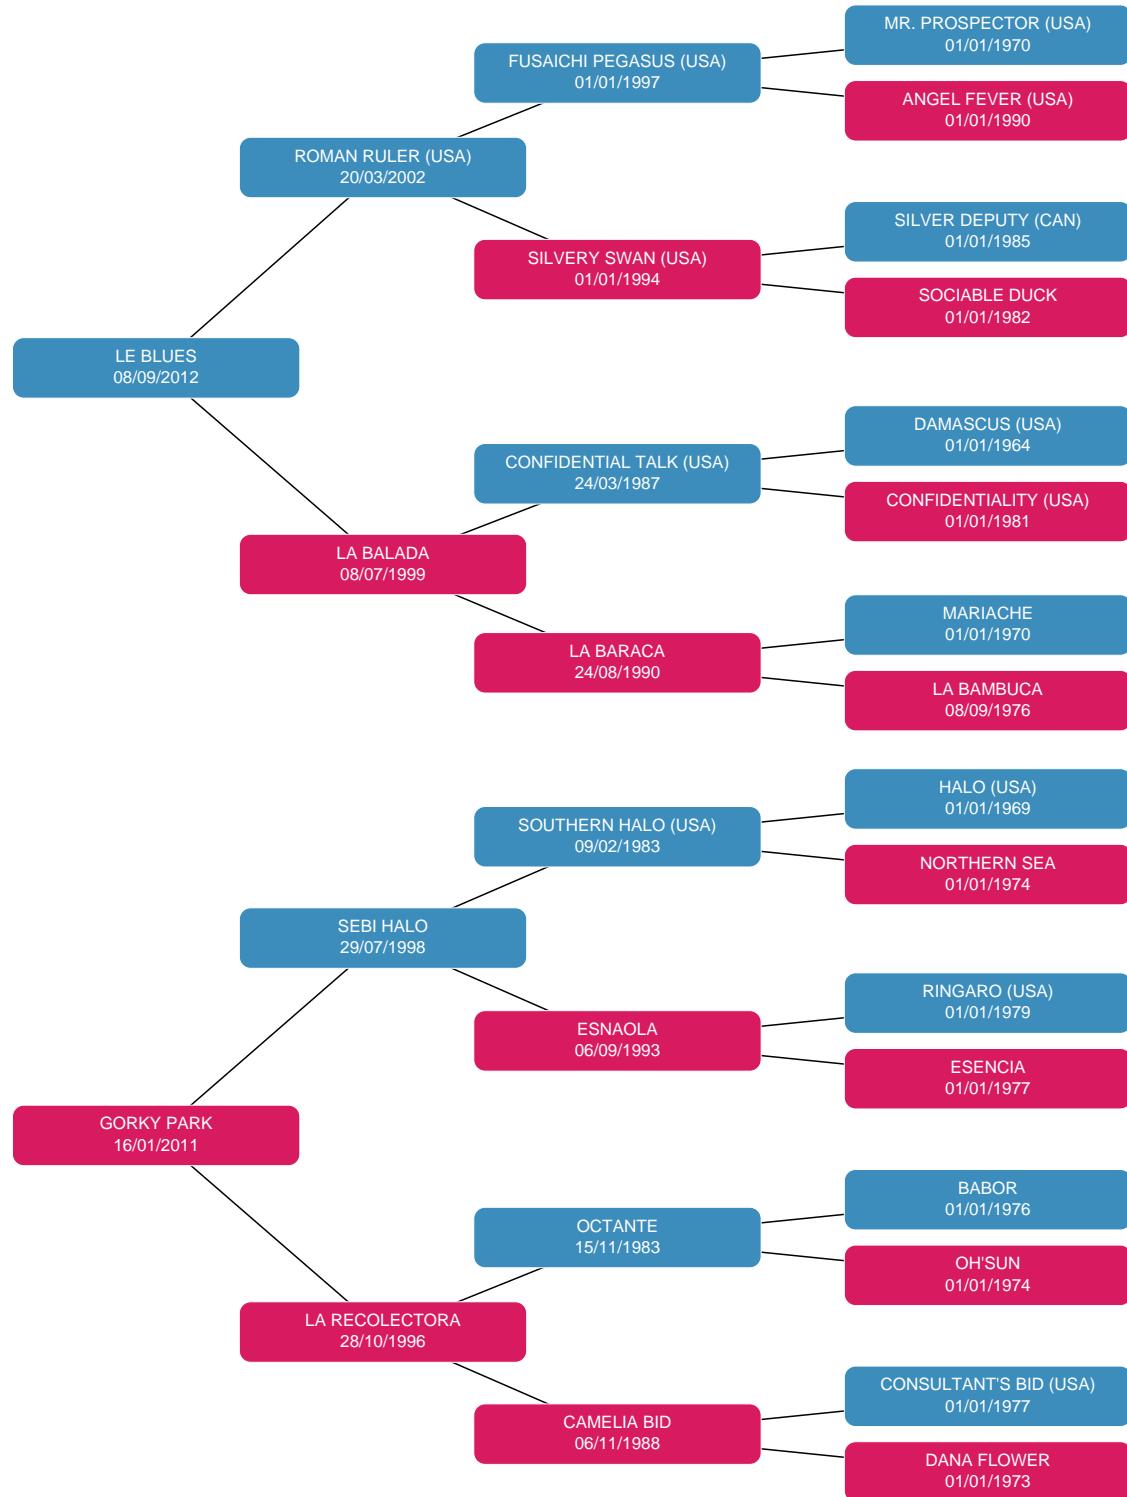 MR. PROSPECTOR (USA)
01/01/1970
FUSAICHI PEGASUS (USA)
01/01/1997
ANGEL FEVER (USA)
01/01/1990
ROMAN RULER (USA)
20/03/2002
SILVER DEPUTY (CAN)
01/01/1985
SILVERY SWAN (USA)
01/01/1994
SOCIABLE DUCK
01/01/1982
LE BLUES
08/09/2012
DAMASCUS (USA)
01/01/1964
CONFIDENTIAL TALK (USA)
24/03/1987
CONFIDENTIALITY (USA)
01/01/1981
LA BALADA
08/07/1999
MARIACHE
01/01/1970
LA BARACA
24/08/1990
LA BAMBUCA
08/09/1976
HALO (USA)
01/01/1969
SOUTHERN HALO (USA)
09/02/1983
NORTHERN SEA
01/01/1974
SEBI HALO
29/07/1998
RINGARO (USA)
01/01/1979
ESNAOLA
06/09/1993
ESENCIA
01/01/1977
GORKY PARK
16/01/2011
BABOR
01/01/1976
OCTANTE
15/11/1983
OH'SUN
01/01/1974
LA RECOLECTORA
28/10/1996
CONSULTANT'S BID (USA)
01/01/1977
CAMELIA BID
06/11/1988
DANA FLOWER
01/01/1973